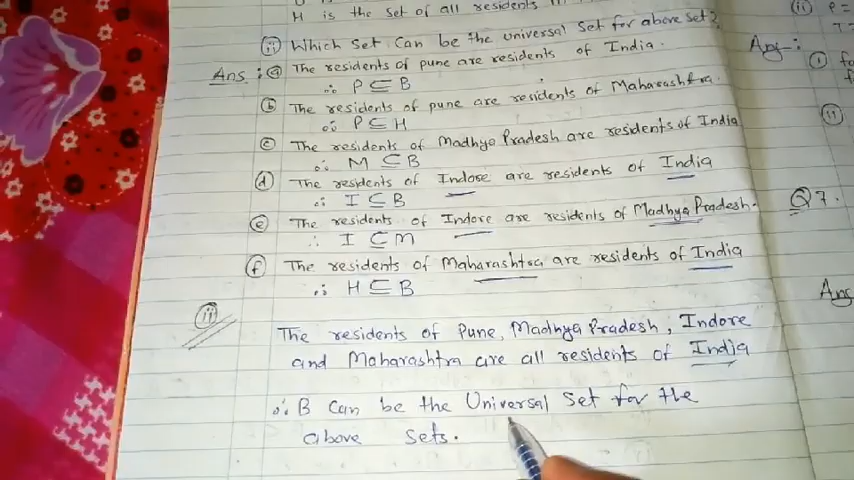 H is the set of all residents
(ii) Which set can be the universal set for above set?
Ans : (a) The residents of pune are residents of India.
∴ P ⊆ B
(b) The residents of pune are residents of Maharashtra.
∴ P ⊆ H
(c) The residents of Madhya Pradesh are residents of India
∴ M ⊆ B
(d) The residents of Indore are residents of India
∴ I ⊆ B
(e) The residents of Indore are residents of Madhya Pradesh.
∴ I ⊆ M
(f) The residents of Maharashtra are residents of India
∴ H ⊆ B
(ii)
The residents of Pune, Madhya Pradesh, Indore
and Maharashtra are all residents of India
∴ B can be the Universal set for the
above sets.
(ii) P =
T =
Ans-:
(i) fo
(ii)
Q 7.
Ans